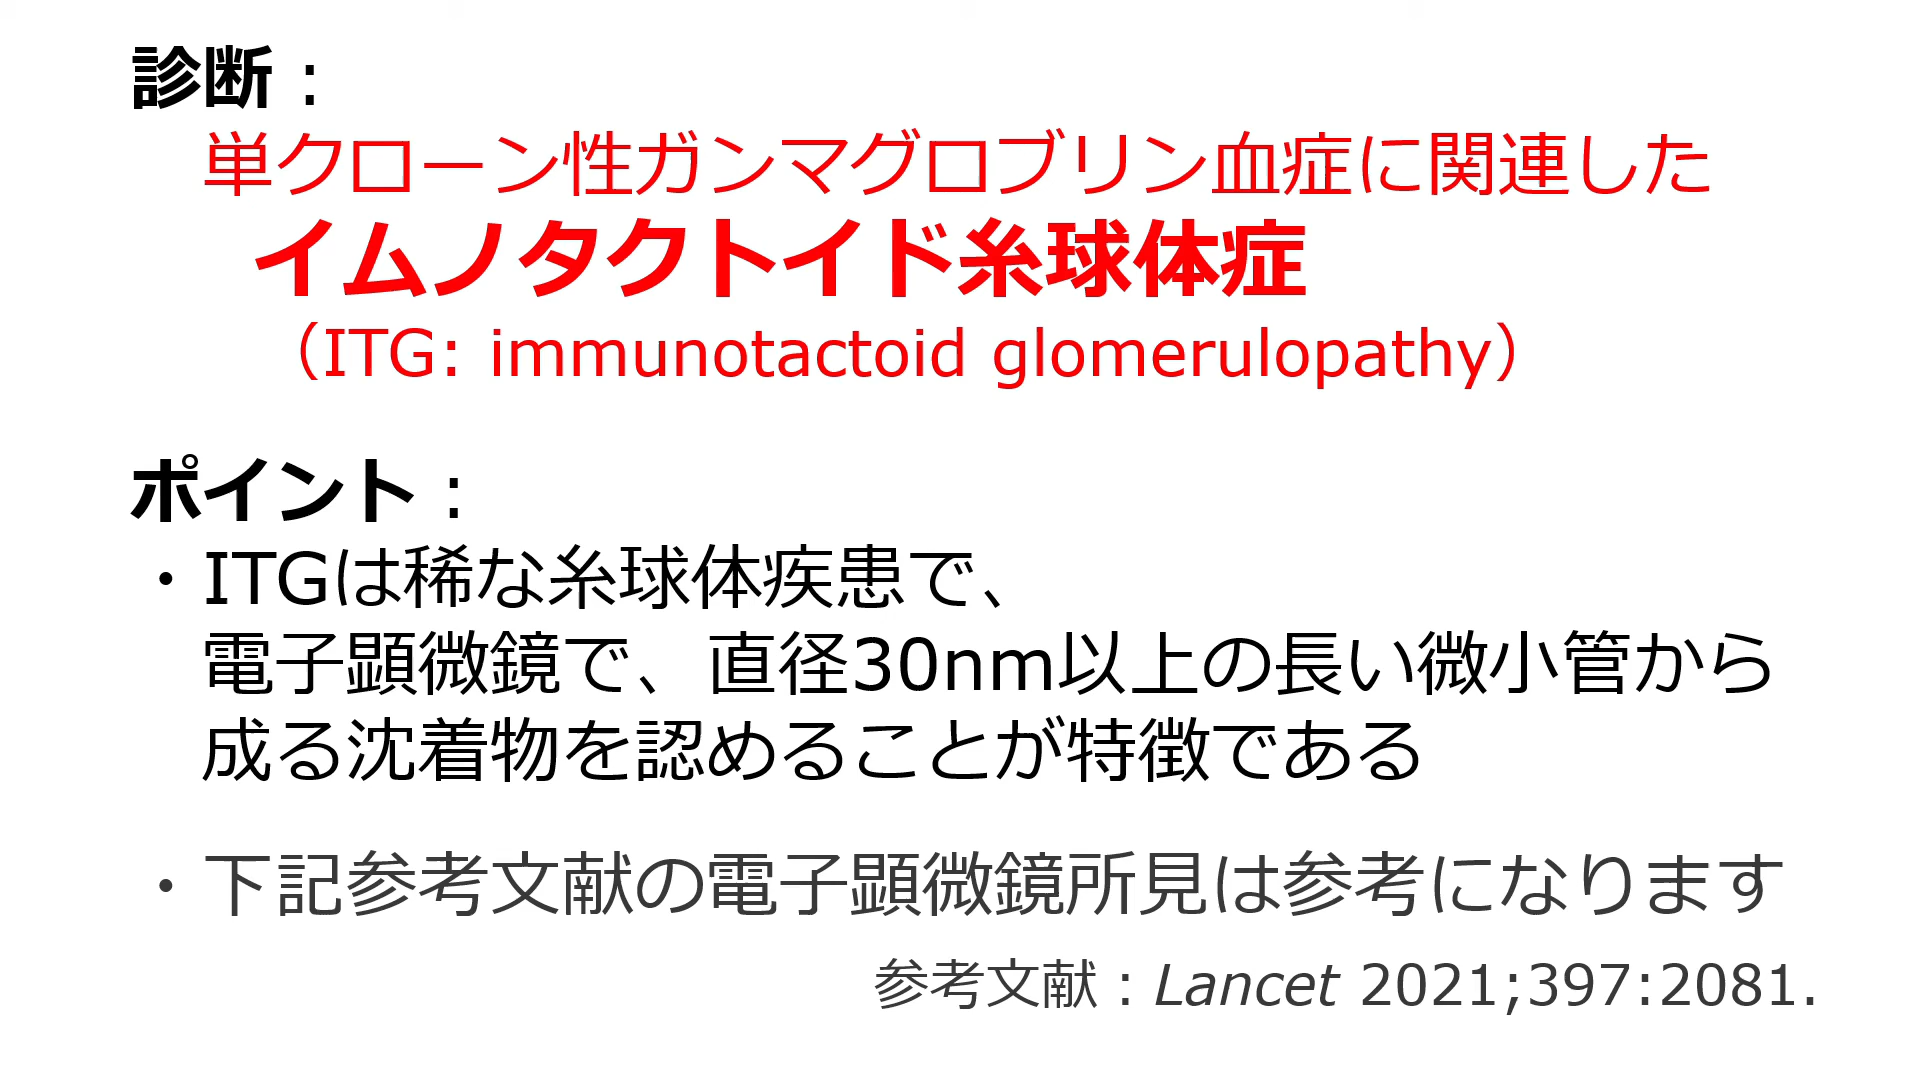 診断：
単クローン性ガンマグロブリン血症に関連した
イムノタクトイド糸球体症
（ITG: immunotactoid glomerulopathy）
ポイント：
・ITGは稀な糸球体疾患で、
電子顕微鏡で、直径30nm以上の長い微小管から
成る沈着物を認めることが特徴である
・下記参考文献の電子顕微鏡所見は参考になります
参考文献：Lancet 2021;397:2081.